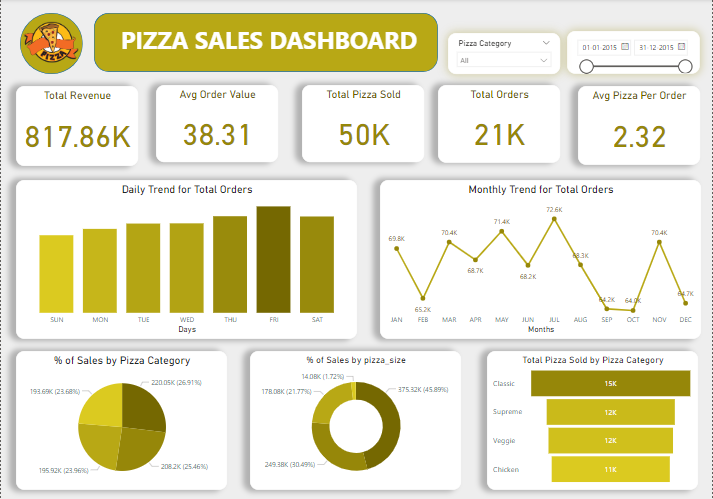 PIZZA
PIZZA SALES DASHBOARD
Pizza Category
All
01-01-2015
31-12-2015
Total Revenue
817.86K
Avg Order Value
38.31
Total Pizza Sold
50K
Total Orders
21K
Avg Pizza Per Order
2.32
Daily Trend for Total Orders
SUN MON TUE WED THU FRI SAT
Days
Monthly Trend for Total Orders
69.8K
65.2K
70.4K
68.7K
71.4K
68.2K
72.6K
68.3K
64.2K
64.0K
70.4K
64.7K
JAN FEB MAR APR MAY JUN JUL AUG SEP OCT NOV DEC
Months
% of Sales by Pizza Category
220.05K (26.91%)
193.69K (23.68%)
195.92K (23.96%)
208.2K (25.46%)
% of Sales by pizza_size
14.08K (1.72%)
178.08K (21.77%)
375.32K (45.89%)
249.38K (30.49%)
Total Pizza Sold by Pizza Category
Classic 15K
Supreme 12K
Veggie 12K
Chicken 11K